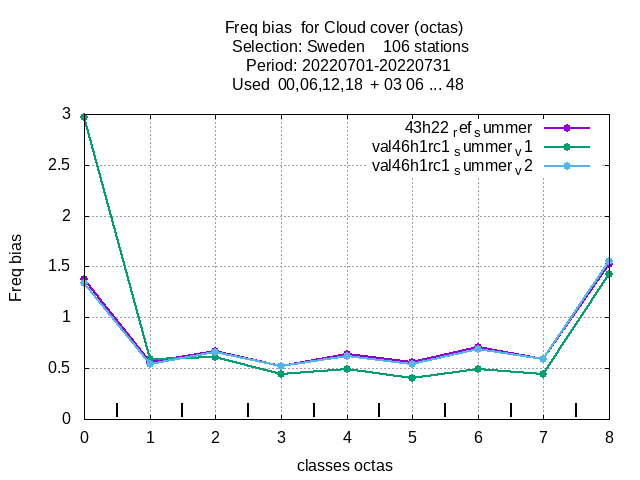 Freq bias  for Cloud cover (octas)
Selection: Sweden    106 stations
Period: 20220701-20220731
Used  00,06,12,18  + 03 06 ... 48
43h22 ref summer
val46h1rc1 summer v1
val46h1rc1 summer v2
3
2.5
2
1.5
1
0.5
0
Freq bias
0 1 2 3 4 5 6 7 8
classes octas